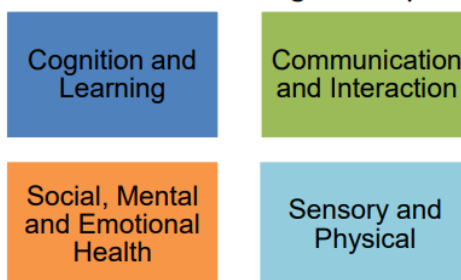 Cognition and
Learning
Communication
and Interaction
Social, Mental
and Emotional
Health
Sensory and
Physical